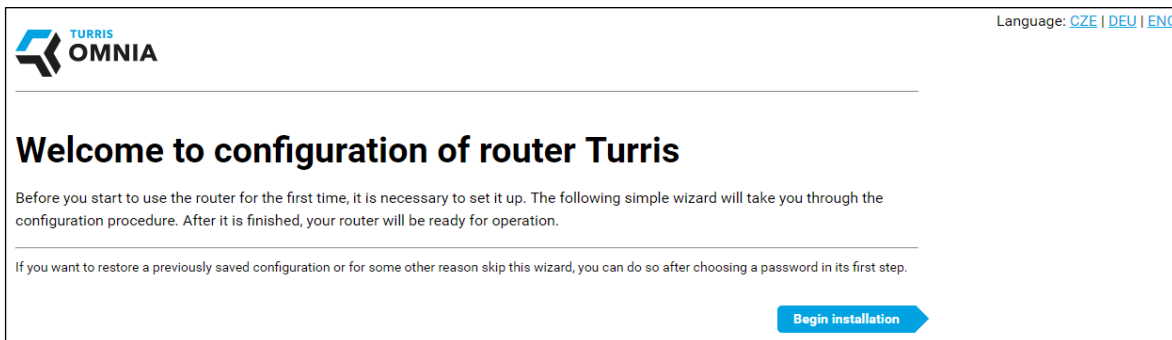 Language: CZE | DEU | ENG
TURRIS
OMNIA
Welcome to configuration of router Turris
Before you start to use the router for the first time, it is necessary to set it up. The following simple wizard will take you through the
configuration procedure. After it is finished, your router will be ready for operation.
If you want to restore a previously saved configuration or for some other reason skip this wizard, you can do so after choosing a password in its first step.
Begin installation